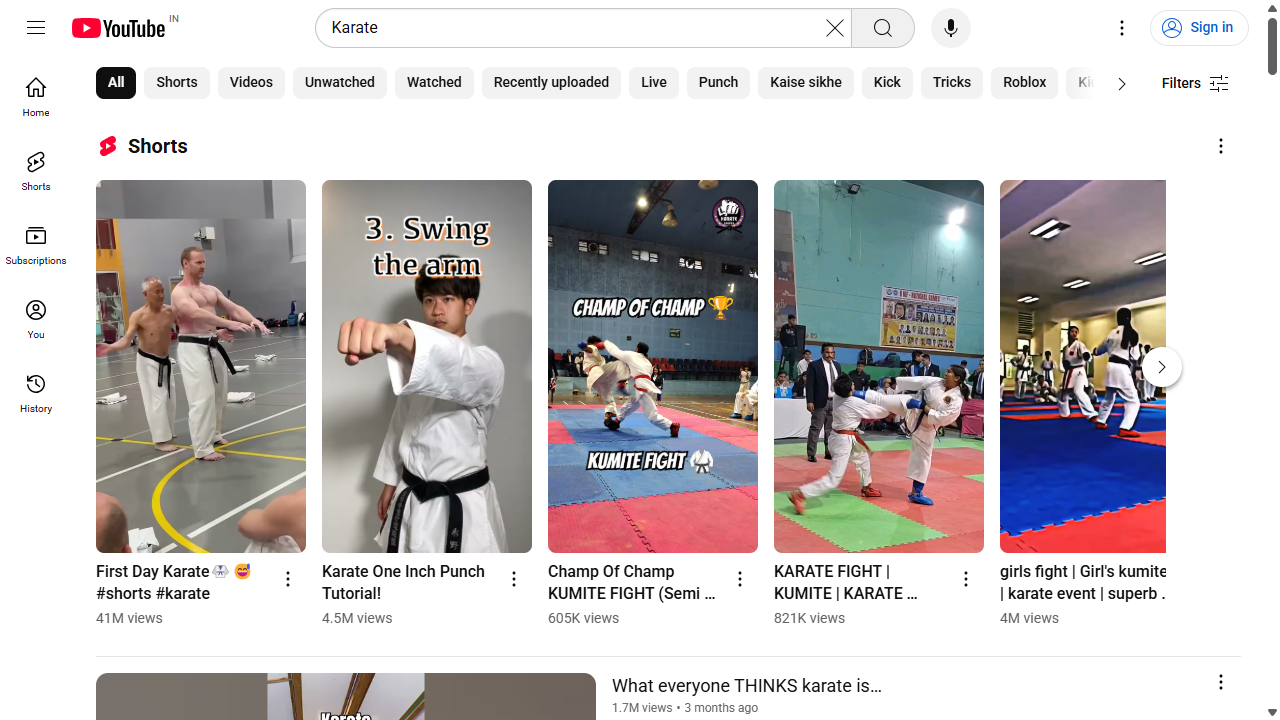 YouTube IN
Karate
Sign in
All
Shorts
Videos
Unwatched
Watched
Recently uploaded
Live
Punch
Kaise sikhe
Kick
Tricks
Roblox
Filters
Home
Shorts
Subscriptions
You
History
Shorts
3. Swing
the arm
CHAMP OF CHAMP 🏆
KUMITE FIGHT 🥋
First Day Karate🥋 😅
#shorts #karate
41M views
Karate One Inch Punch
Tutorial!
4.5M views
Champ Of Champ
KUMITE FIGHT (Semi ...
605K views
KARATE FIGHT |
KUMITE | KARATE ...
821K views
girls fight | Girl's kumite
| karate event | superb .
4M views
What everyone THINKS karate is...
1.7M views • 3 months ago
Karate